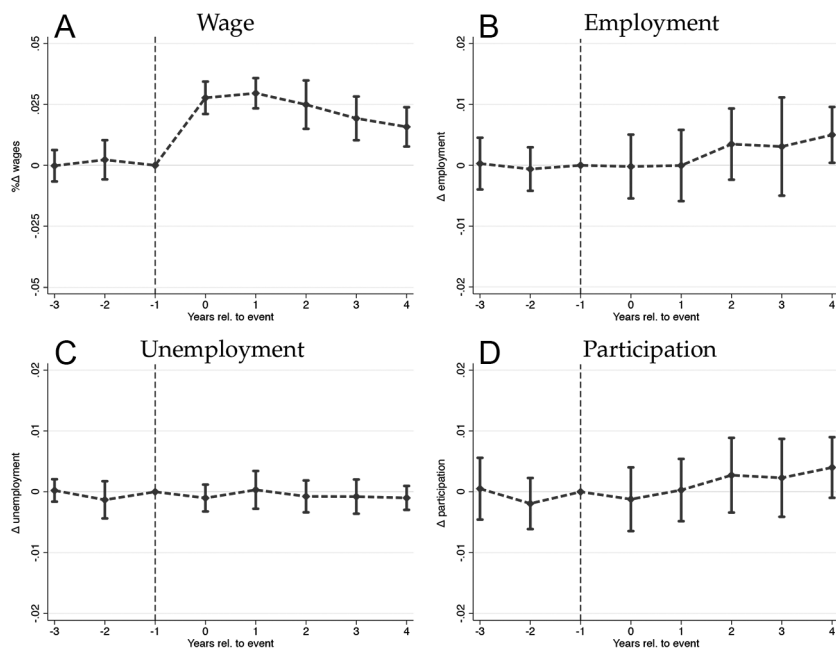 A Wage
.05
.025
0
-.025
-.05
%Δ wages
-3 -2 -1 0 1 2 3 4
Years rel. to event
B Employment
.02
.01
0
-.01
-.02
Δ employment
-3 -2 -1 0 1 2 3 4
Years rel. to event
C Unemployment
.02
.01
0
-.01
-.02
Δ unemployment
-3 -2 -1 0 1 2 3 4
Years rel. to event
D Participation
.02
.01
0
-.01
-.02
Δ participation
-3 -2 -1 0 1 2 3 4
Years rel. to event